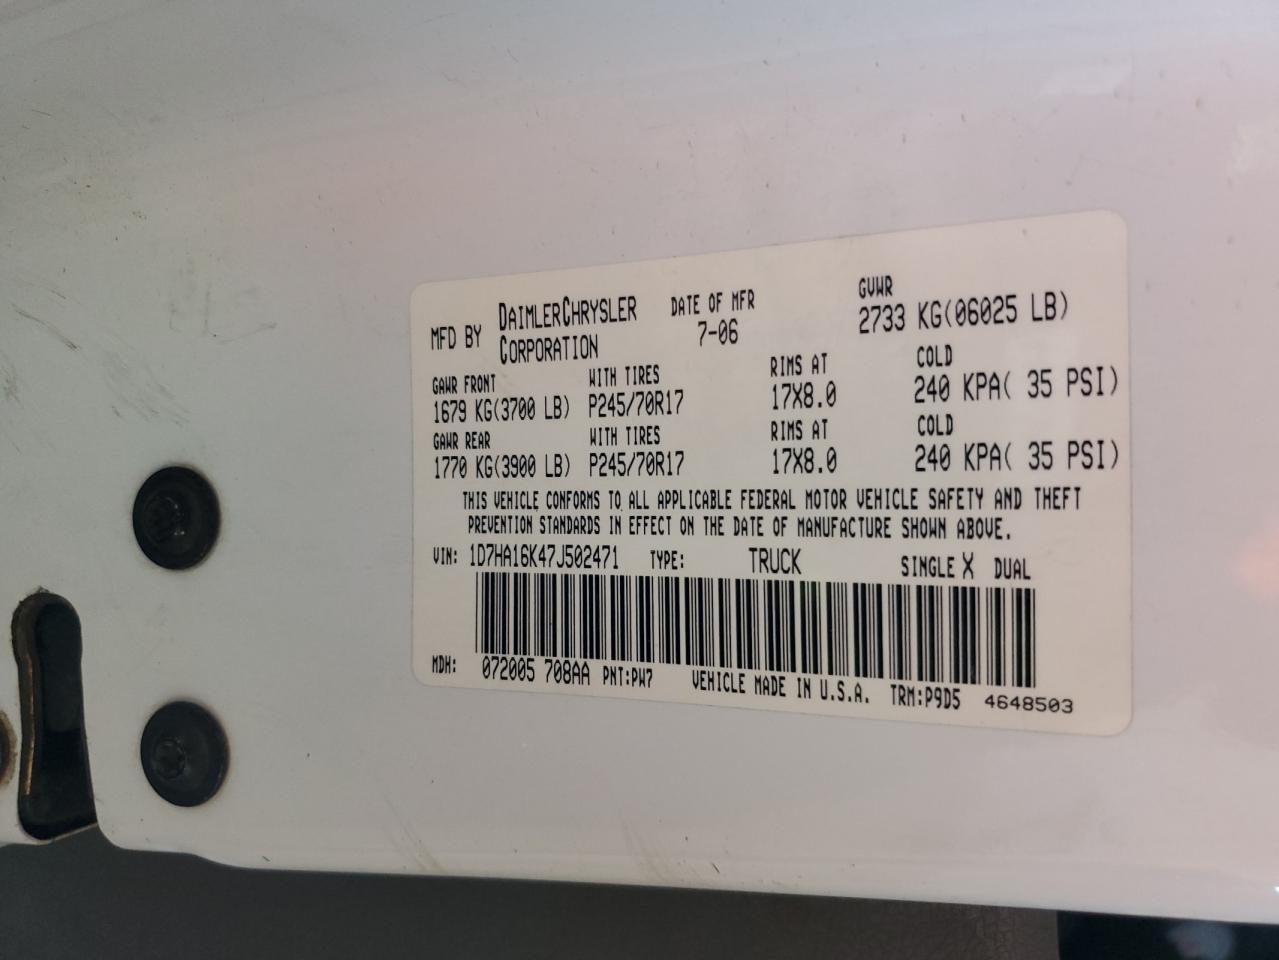 MFD BY DAIMLERCHRYSLER CORPORATION DATE OF MFR 7-06 GVWR 2733 KG(06025 LB)
GAWR FRONT WITH TIRES RIMS AT COLD
1679 KG(3700 LB) P245/70R17 17X8.0 240 KPA( 35 PSI)
GAWR REAR WITH TIRES RIMS AT COLD
1770 KG(3900 LB) P245/70R17 17X8.0 240 KPA( 35 PSI)
THIS VEHICLE CONFORMS TO ALL APPLICABLE FEDERAL MOTOR VEHICLE SAFETY AND THEFT
PREVENTION STANDARDS IN EFFECT ON THE DATE OF MANUFACTURE SHOWN ABOVE.
VIN: 1D7HA16K47J502471 TYPE: TRUCK SINGLE X DUAL
MDH: 072005 708AA PNT:PW7 VEHICLE MADE IN U.S.A. TRM:P9D5 4648503